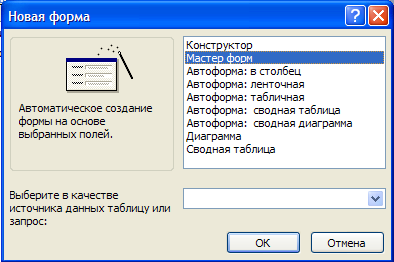 Новая форма
Конструктор
Мастер форм
Автоформа: в столбец
Автоформа: ленточная
Автоформа: табличная
Автоформа:  сводная таблица
Автоформа:  сводная диаграмма
Диаграмма
Сводная таблица
Автоматическое создание
формы на основе
выбранных полей.
Выберите в качестве
источника данных таблицу или
запрос:
ОК
Отмена